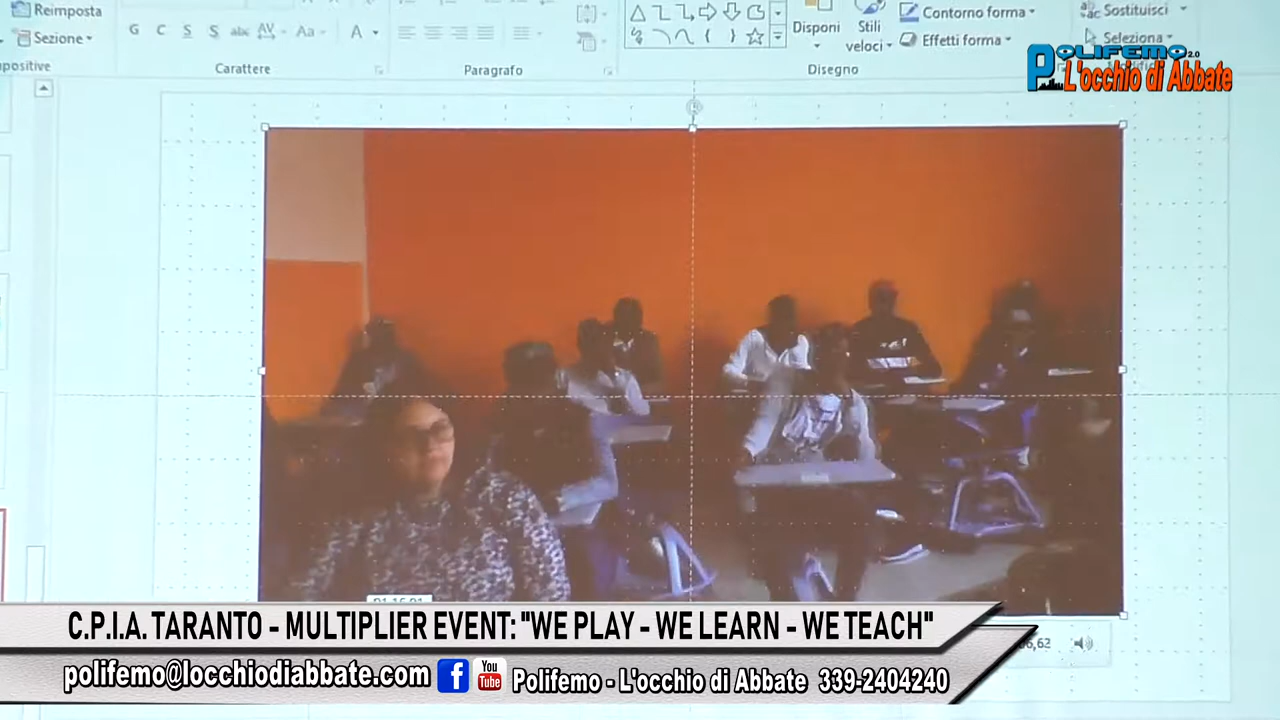 Reimposta
Sezione
G C S S abc AV Aa A
Carattere
Paragrafo
Disponi
Stili
veloci
Contorno forma
Effetti forma
Disegno
Sostituisci
Seleziona
POLIFEMO 2.0
L'occhio di Abbate
C.P.I.A. TARANTO - MULTIPLIER EVENT: "WE PLAY - WE LEARN - WE TEACH"
polifemo@locchiodiabbate.com f You Tube Polifemo - L'occhio di Abbate 339-2404240